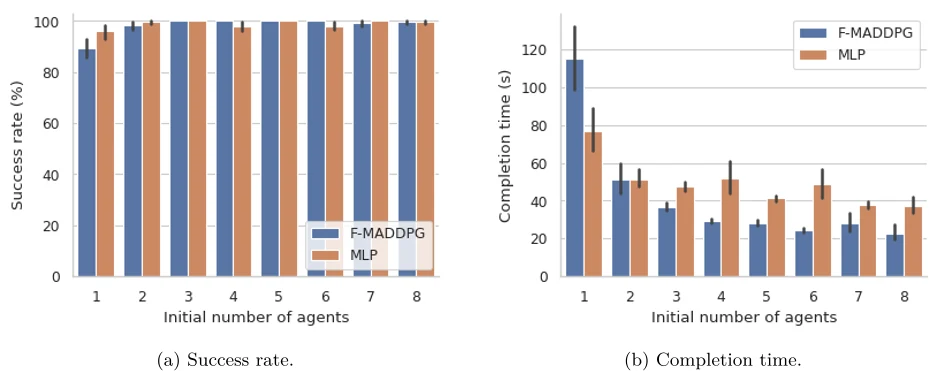 100
80
60
40
20
0
Success rate (%)
F-MADDPG
MLP
1 2 3 4 5 6 7 8
Initial number of agents
(a) Success rate.
120
100
80
60
40
20
0
Completion time (s)
F-MADDPG
MLP
1 2 3 4 5 6 7 8
Initial number of agents
(b) Completion time.